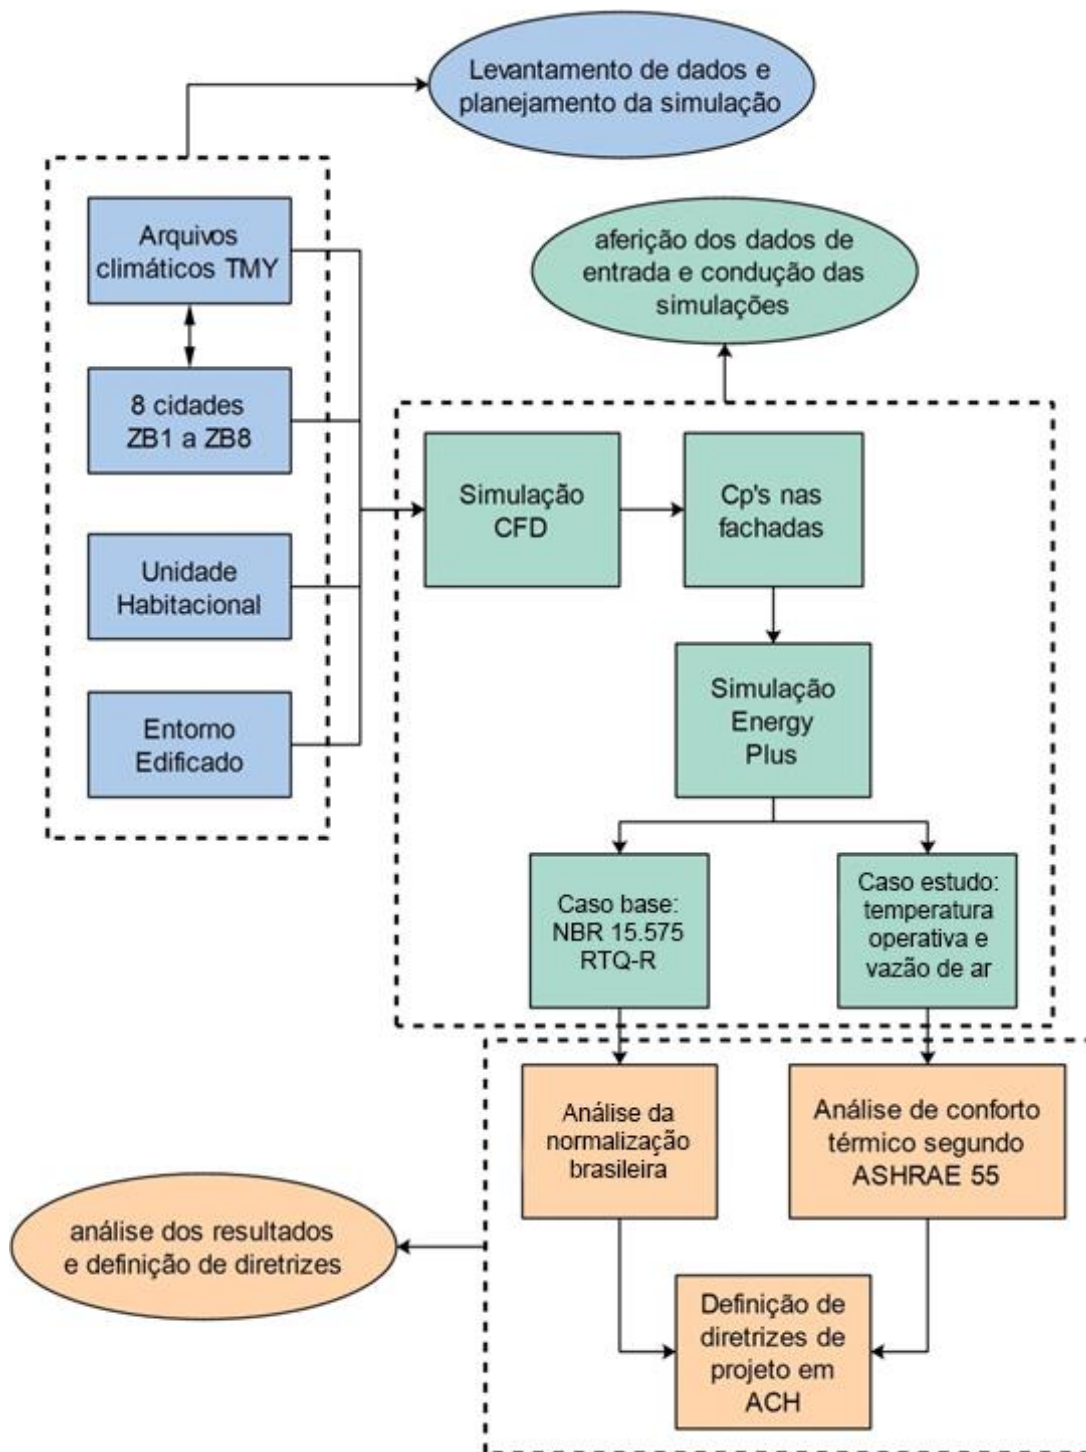 Levantamento de dados e
planejamento da simulação
Arquivos
climáticos TMY
aferição dos dados de
entrada e condução das
simulações
8 cidades
ZB1 a ZB8
Simulação
CFD
Cp's nas
fachadas
Unidade
Habitacional
Entorno
Edificado
Simulação
Energy
Plus
Caso base:
NBR 15.575
RTQ-R
Caso estudo:
temperatura
operativa e
vazão de ar
Análise da
normalização
brasileira
Análise de conforto
térmico segundo
ASHRAE 55
análise dos resultados
e definição de diretrizes
Definição de
diretrizes de
projeto em
ACH